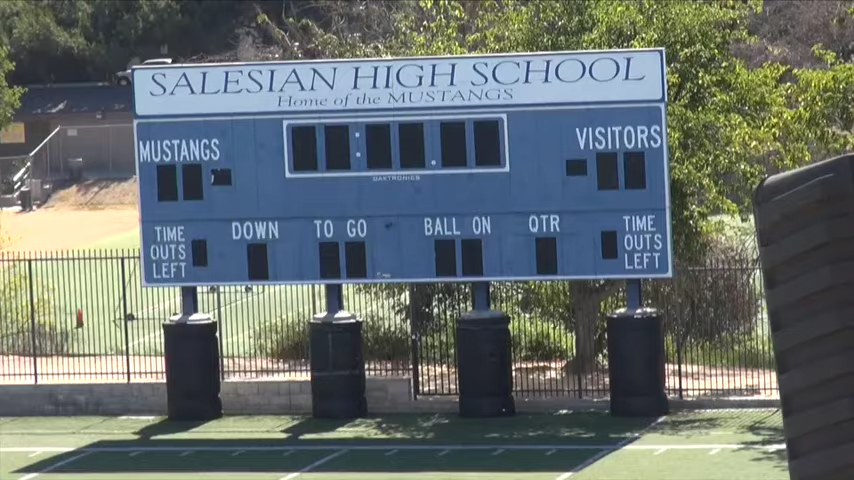 SALESIAN HIGH SCHOOL
Home of the MUSTANGS
MUSTANGS
VISITORS
DAKTRONICS
TIME OUTS LEFT
DOWN
TO GO
BALL ON
QTR
TIME OUTS LEFT